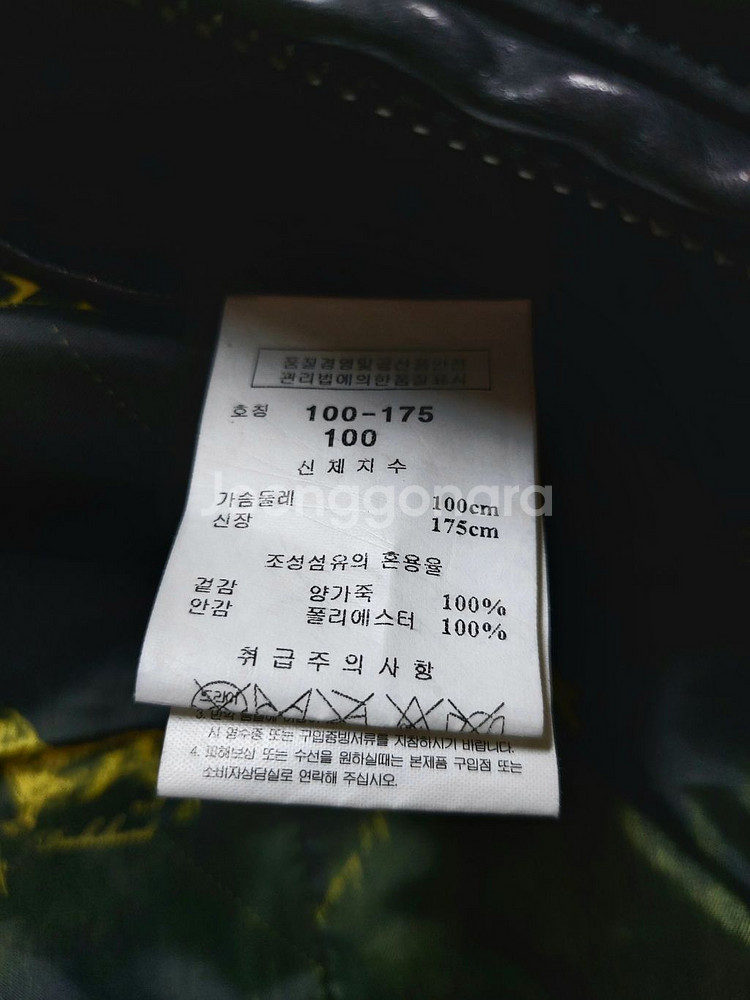 품질경영및공산품안전
관리법에의한품질표시
호칭 100-175
100
신체지수
Joonggonara
가슴둘레 100cm
신장 175cm
조성섬유의 혼용율
겉감 양가죽 100%
안감 폴리에스터 100%
취급주의사항
드라이
시 영수증 또는 구입증빙서류를 지참하시기 바랍니다.
4. 피해보상 또는 수선을 원하실때는 본제품 구입점 또는
소비자상담실로 연락해 주십시오.